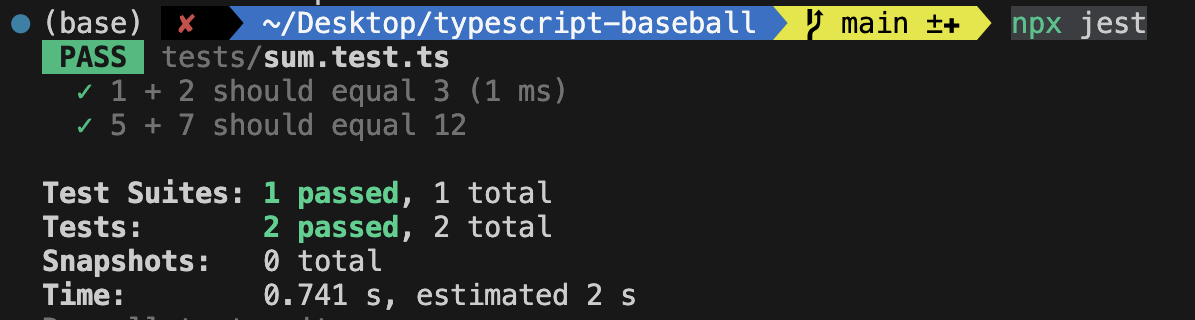 (base) ✘ ~/Desktop/typescript-baseball main ±✚ npx jest
PASS tests/sum.test.ts
✓ 1 + 2 should equal 3 (1 ms)
✓ 5 + 7 should equal 12
Test Suites: 1 passed, 1 total
Tests: 2 passed, 2 total
Snapshots: 0 total
Time: 0.741 s, estimated 2 s